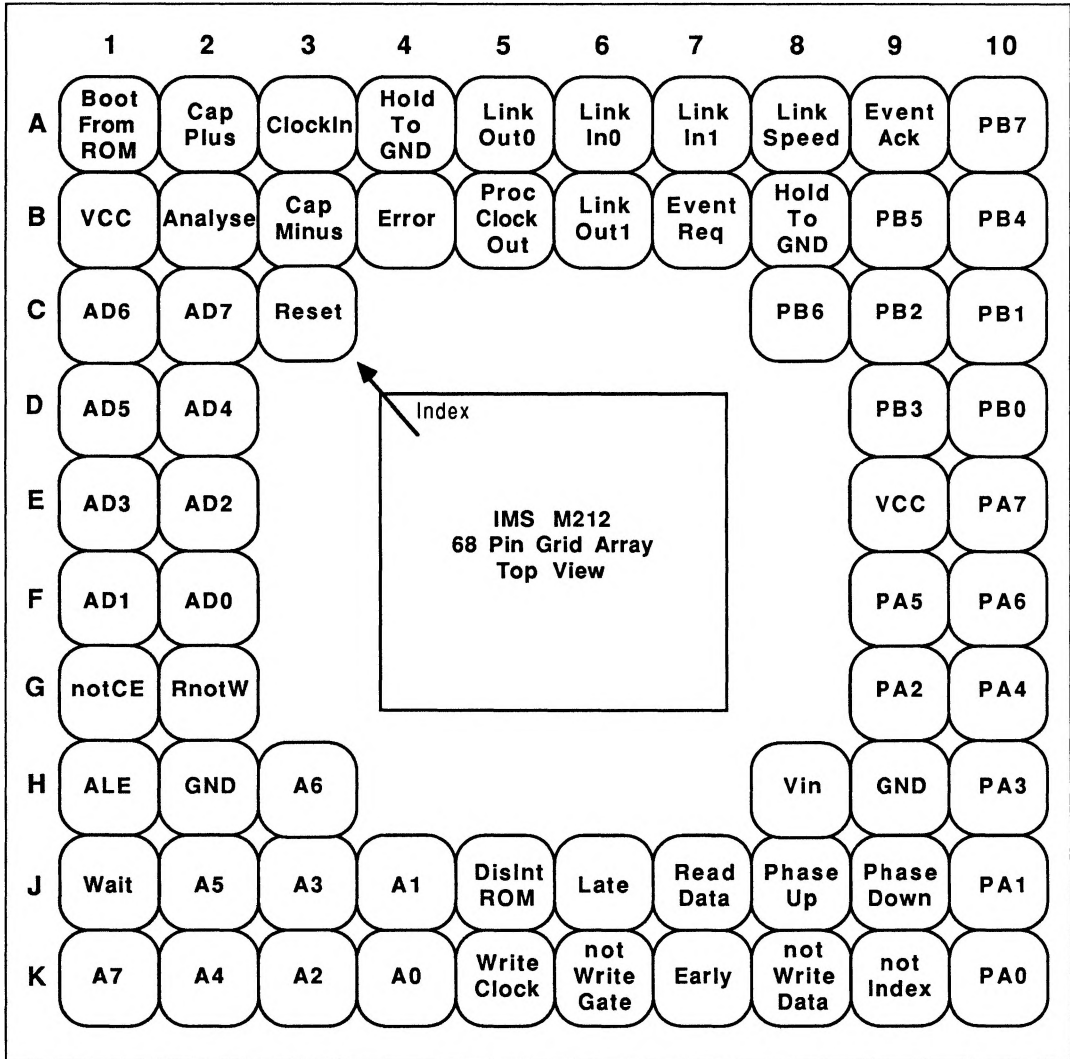 1 2 3 4 5 6 7 8 9 10
A
Boot
From
ROM
Cap
Plus
ClockIn
Hold
To
GND
Link
Out0
Link
In0
Link
In1
Link
Speed
Event
Ack
PB7
B
VCC
Analyse
Cap
Minus
Error
Proc
Clock
Out
Link
Out1
Event
Req
Hold
To
GND
PB5
PB4
C
AD6
AD7
Reset
PB6
PB2
PB1
D
AD5
AD4
Index
PB3
PB0
E
AD3
AD2
IMS M212
68 Pin Grid Array
Top View
VCC
PA7
F
AD1
AD0
PA5
PA6
G
notCE
RnotW
PA2
PA4
H
ALE
GND
A6
Vin
GND
PA3
J
Wait
A5
A3
A1
DisInt
ROM
Late
Read
Data
Phase
Up
Phase
Down
PA1
K
A7
A4
A2
A0
Write
Clock
not
Write
Gate
Early
not
Write
Data
not
Index
PA0